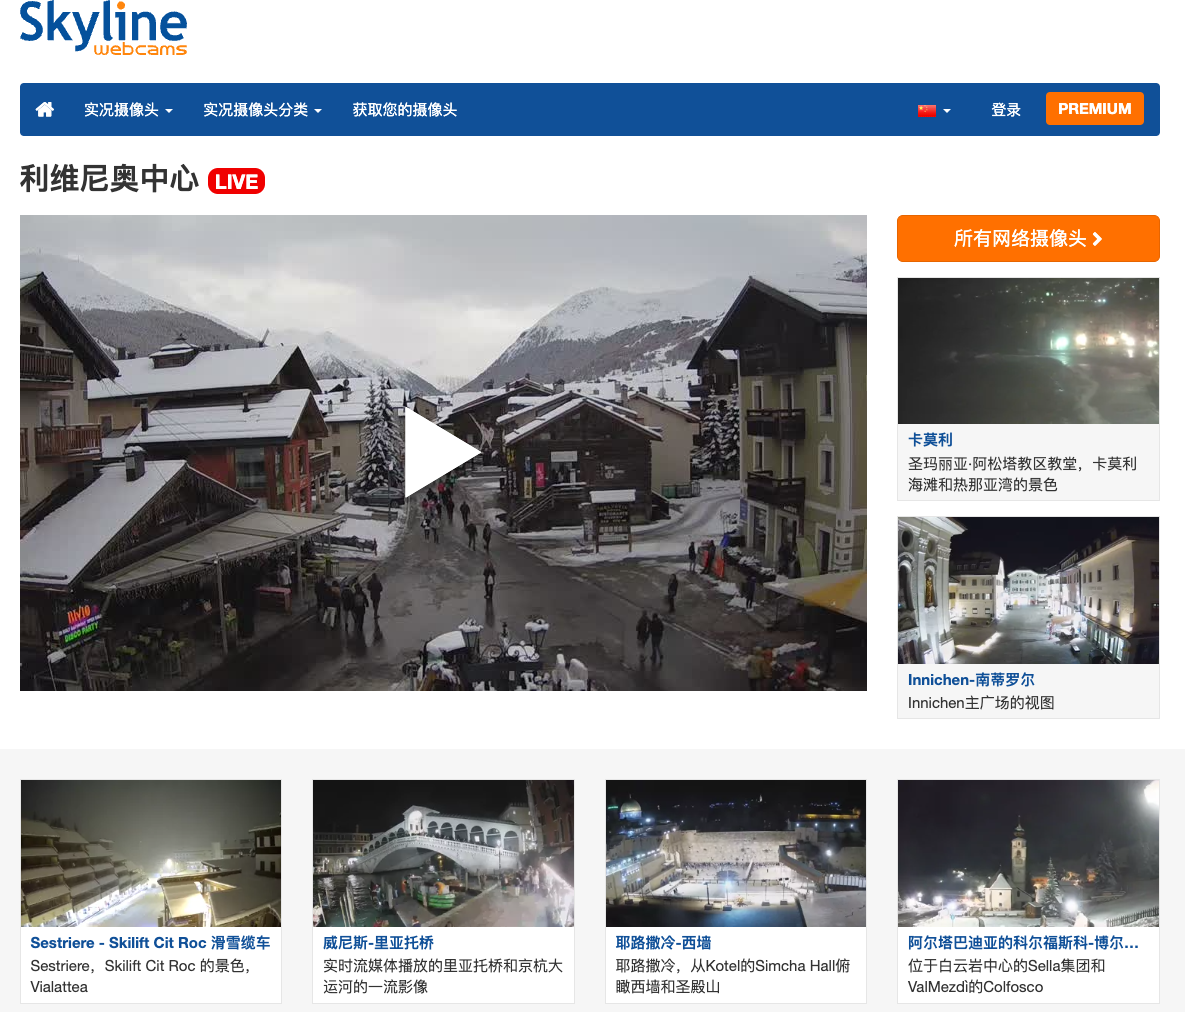 Skyline
webcams
实况摄像头
实况摄像头分类
获取您的摄像头
登录
PREMIUM
利维尼奥中心 LIVE
所有网络摄像头
卡莫利
圣玛丽亚·阿松塔教区教堂，卡莫利
海滩和热那亚湾的景色
Innichen-南蒂罗尔
Innichen主广场的视图
Sestriere - Skilift Cit Roc 滑雪缆车
Sestriere，Skilift Cit Roc 的景色，
Vialattea
威尼斯-里亚托桥
实时流媒体播放的里亚托桥和京杭大
运河的一流影像
耶路撒冷-西墙
耶路撒冷，从Kotel的Simcha Hall俯
瞰西墙和圣殿山
阿尔塔巴迪亚的科尔福斯科-博尔...
位于白云岩中心的Sella集团和
ValMezdì的Colfosco
DISCO PARTY